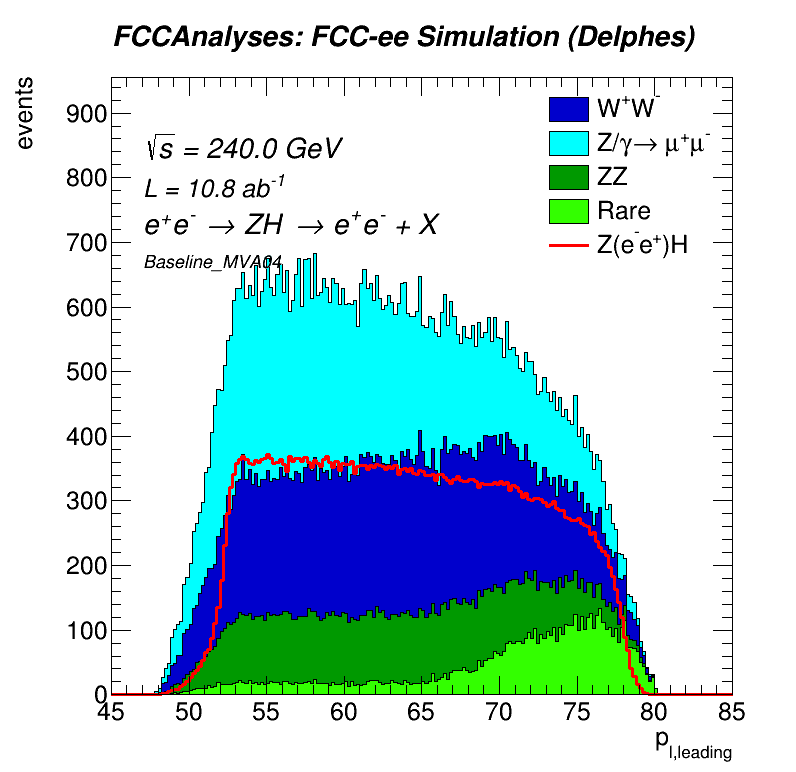 FCCAnalyses: FCC-ee Simulation (Delphes)
events
900
800
700
600
500
400
300
200
100
0
√s = 240.0 GeV
L = 10.8 ab⁻¹
e⁺e⁻ → ZH → e⁺e⁻ + X
Baseline_MVA04
W⁺W⁻
Z/γ→ μ⁺μ⁻
ZZ
Rare
Z(e⁻e⁺)H
45 50 55 60 65 70 75 80 85
p_l,leading